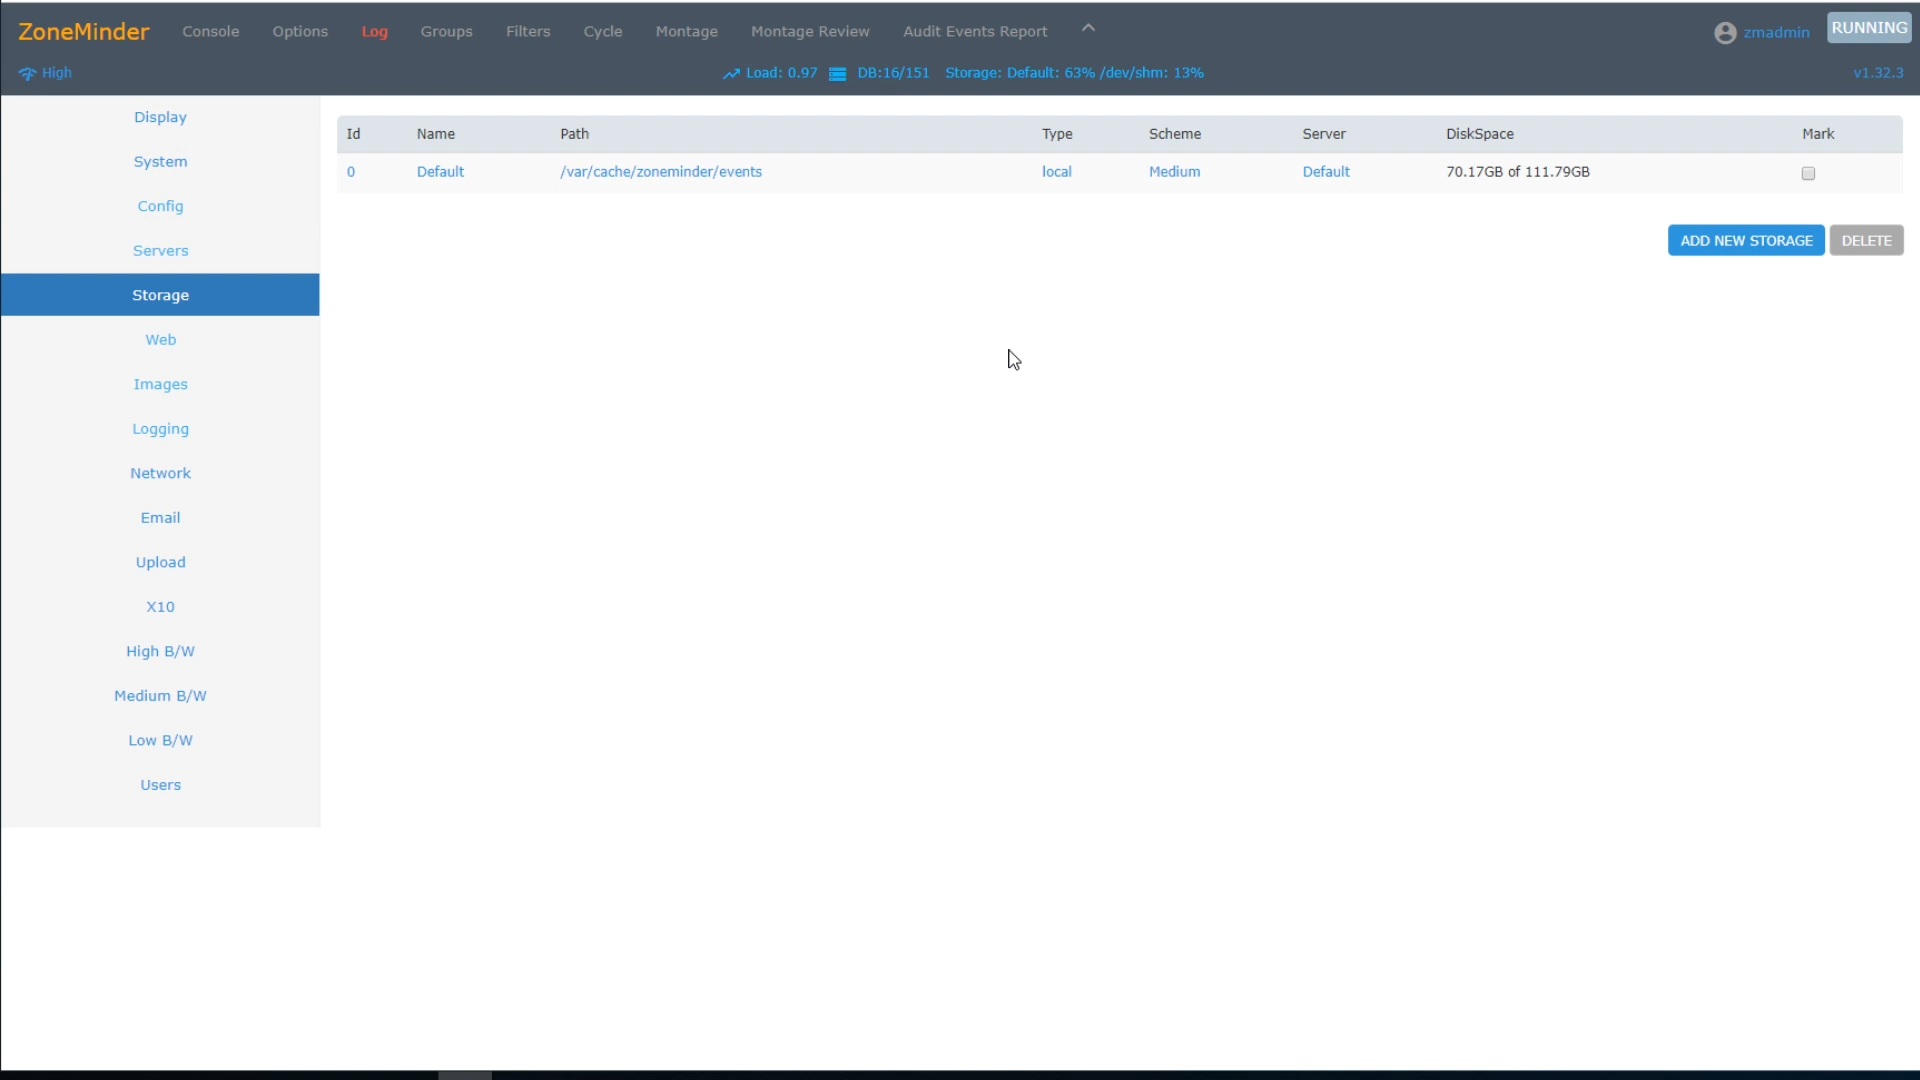 ZoneMinder Console Options Log Groups Filters Cycle Montage Montage Review Audit Events Report zmadmin RUNNING
High Load: 0.97 DB:16/151 Storage: Default: 63% /dev/shm: 13% v1.32.3
Display
System
Config
Servers
Storage
Web
Images
Logging
Network
Email
Upload
X10
High B/W
Medium B/W
Low B/W
Users
Id Name Path Type Scheme Server DiskSpace Mark
0 Default /var/cache/zoneminder/events local Medium Default 70.17GB of 111.79GB
ADD NEW STORAGE DELETE